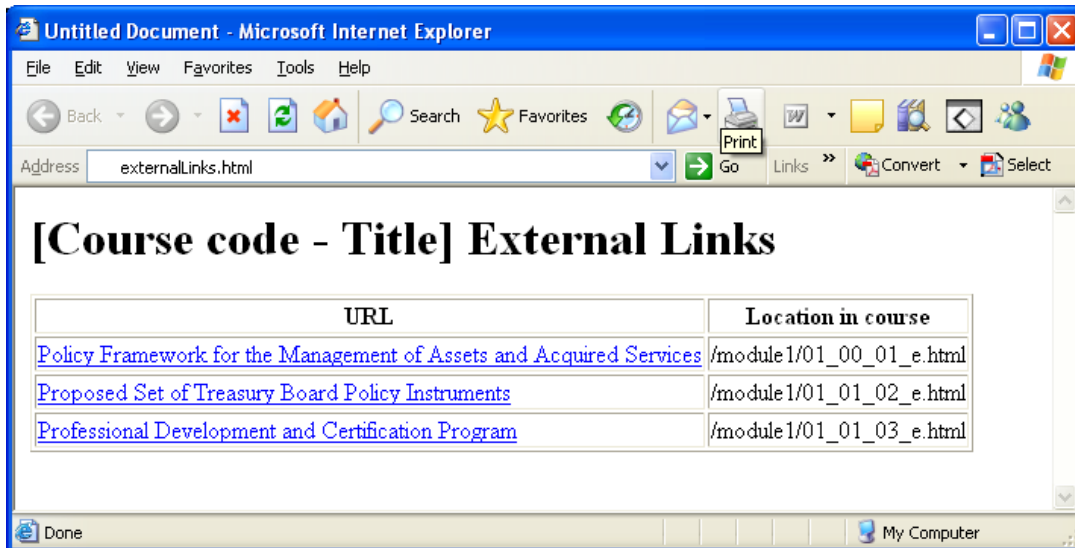 Untitled Document - Microsoft Internet Explorer
File Edit View Favorites Tools Help
Back Search Favorites
Print
Address externalLinks.html Go Links » Convert Select
[Course code - Title] External Links
URL Location in course
Policy Framework for the Management of Assets and Acquired Services /module1/01_00_01_e.html
Proposed Set of Treasury Board Policy Instruments /module1/01_01_02_e.html
Professional Development and Certification Program /module1/01_01_03_e.html
Done My Computer